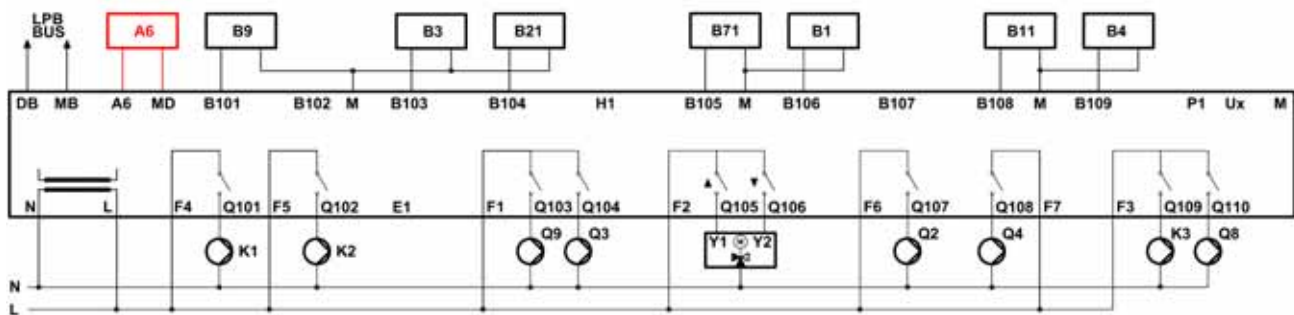 LPB
BUS
A6 B9 B3 B21 B71 B1 B11 B4
DB MB A6 MD B101 B102 M B103 B104 H1 B105 M B106 B107 B108 M B109 P1 Ux M
N L F4 Q101 F5 Q102 E1 F1 Q103 Q104 F2 Q105 Q106 F6 Q107 Q108 F7 F3 Q109 Q110
K1 K2 Q9 Q3 Y1 Y2 Q2 Q4 K3 Q8
N
L